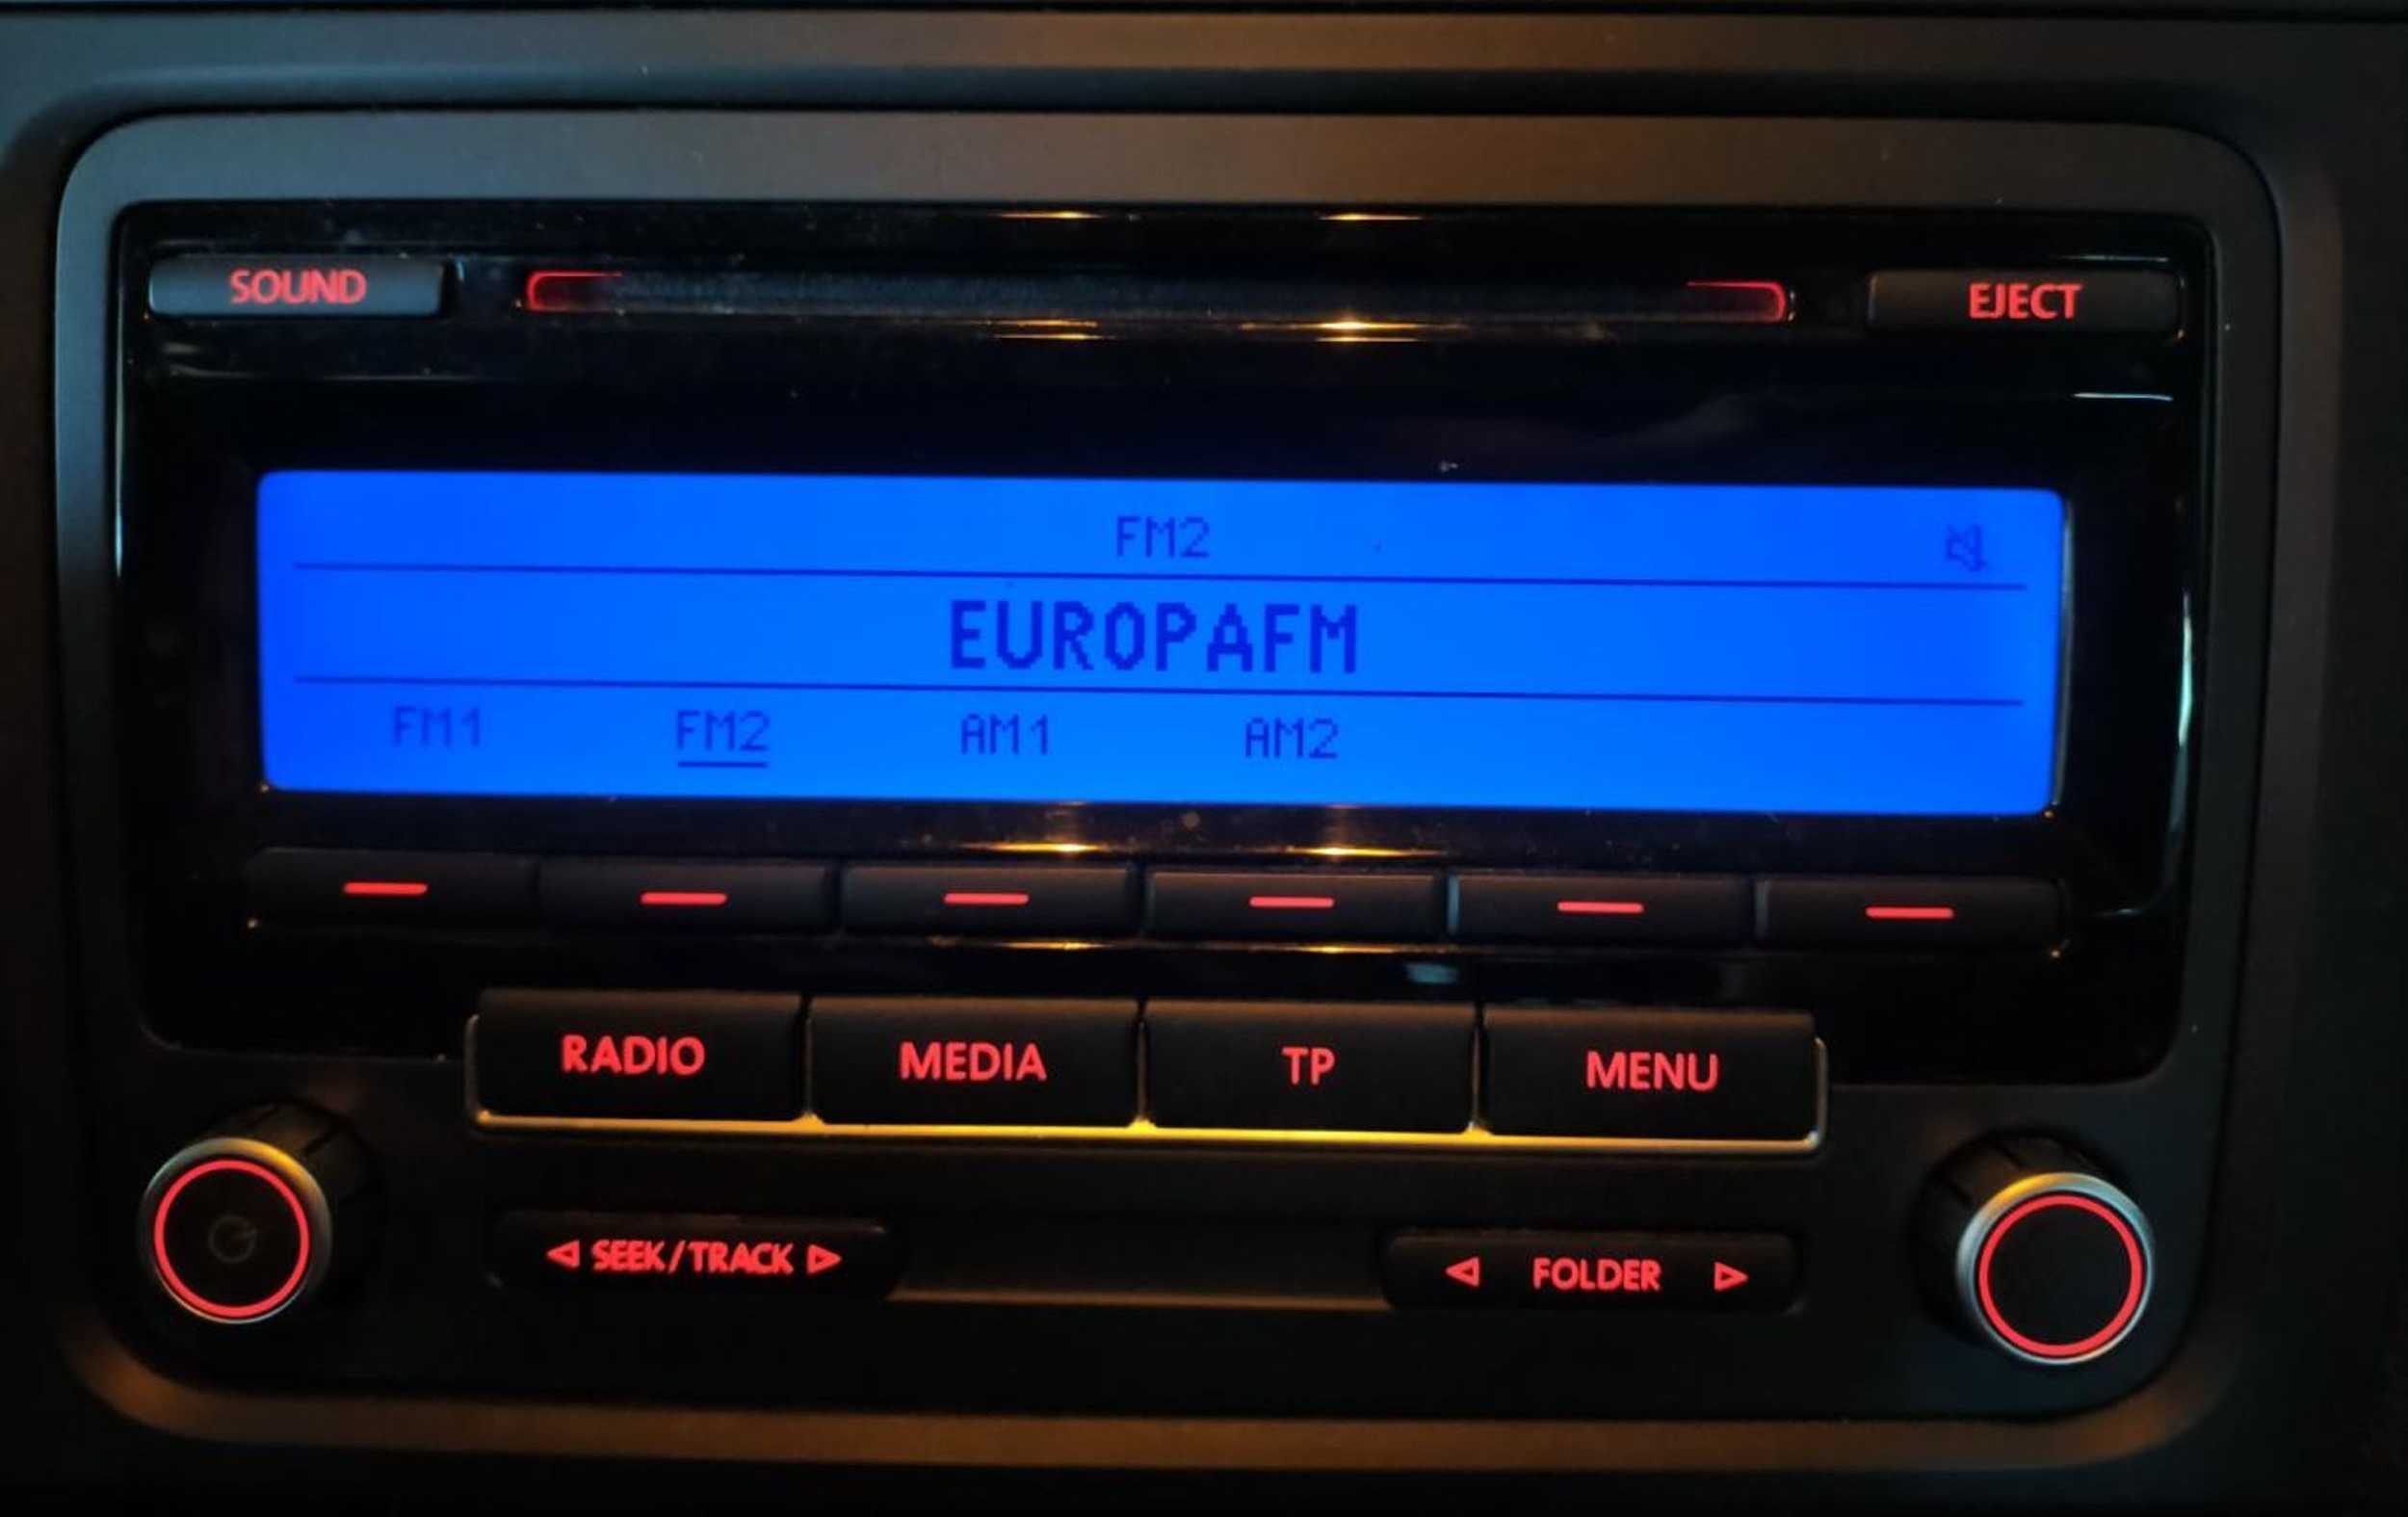 SOUND
EJECT
FM2
EUROPAFM
FM1 FM2 AM1 AM2
RADIO MEDIA TP MENU
SEEK/TRACK FOLDER